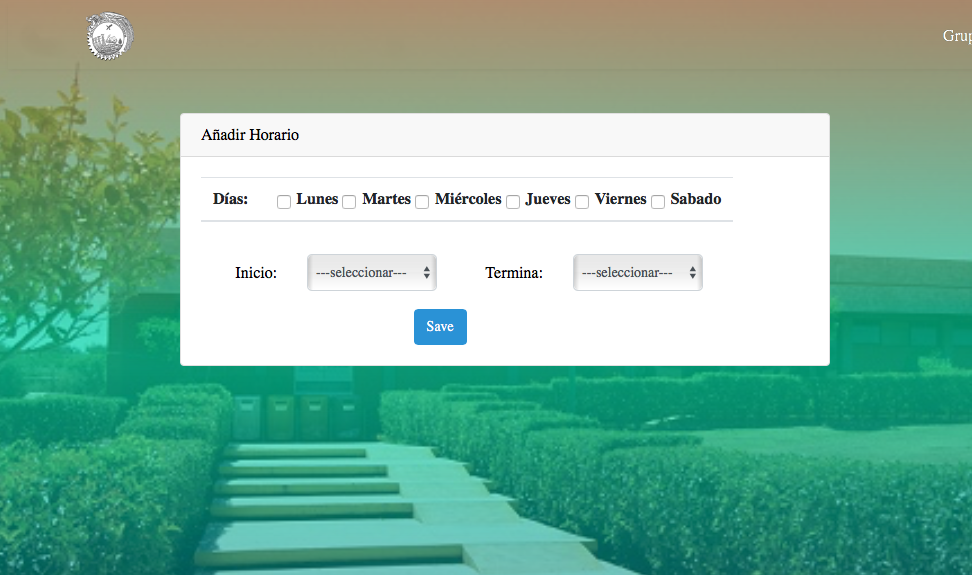 Grup
Añadir Horario
Días: Lunes Martes Miércoles Jueves Viernes Sabado
Inicio: ---seleccionar--- Termina: ---seleccionar---
Save